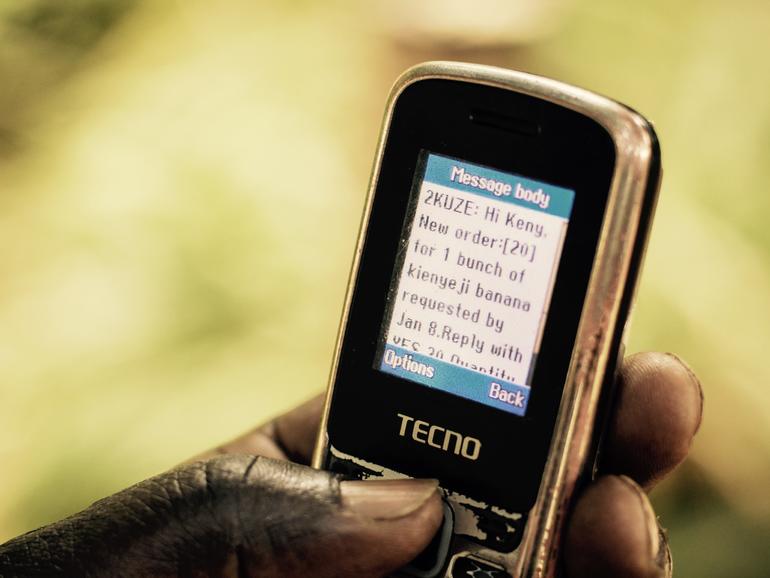 Message body
2KUZE: Hi Keny,
New order:[20]
for 1 bunch of
kienyeji banana
requested by
Jan 8.Reply with
YES 20 Quantity
Options
Back
TECNO